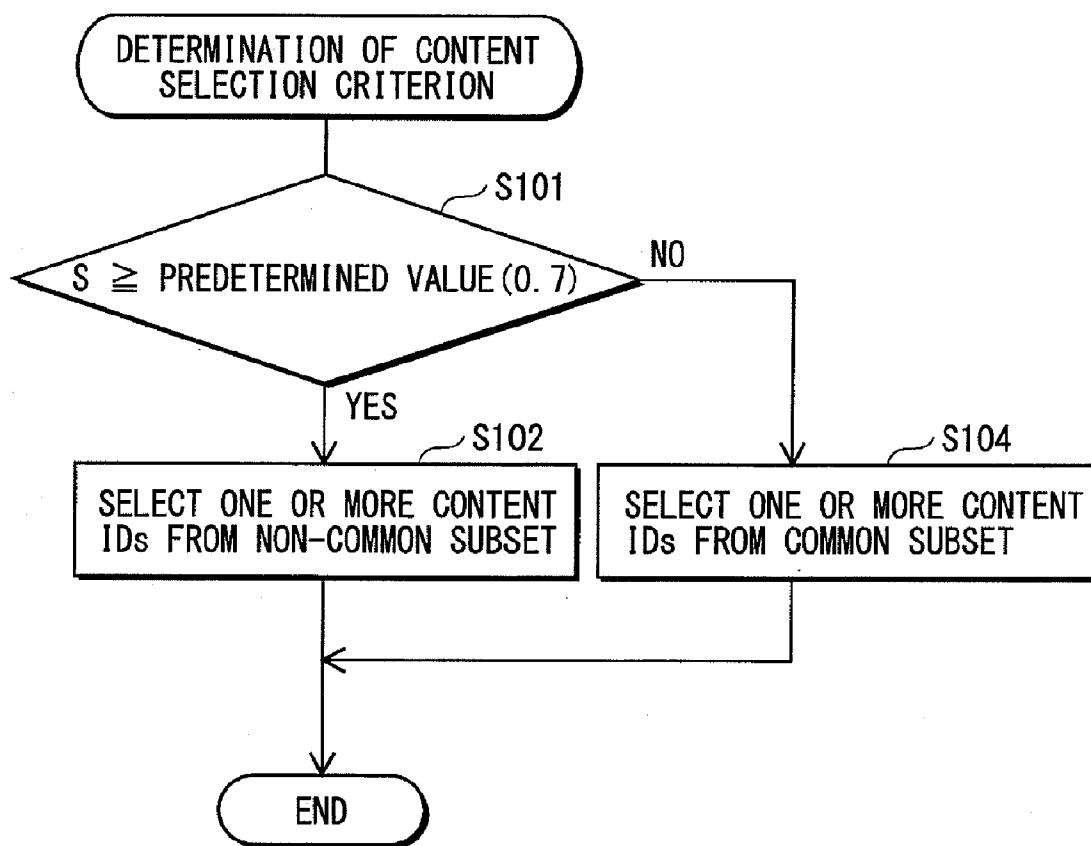 DETERMINATION OF CONTENT
SELECTION CRITERION
S101
S ≧ PREDETERMINED VALUE(0.7)
NO
YES
S102
S104
SELECT ONE OR MORE CONTENT
IDs FROM NON-COMMON SUBSET
SELECT ONE OR MORE CONTENT
IDs FROM COMMON SUBSET
END